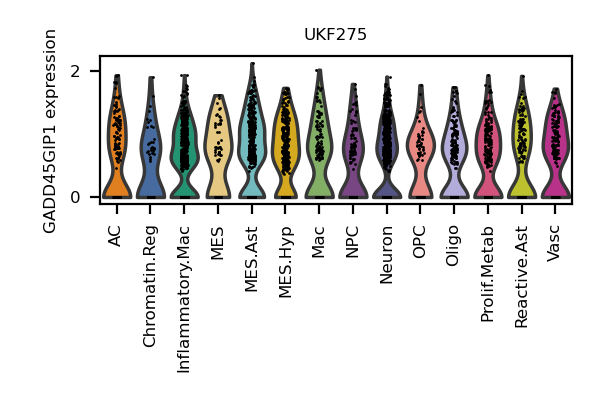 UKF275
GADD45GIP1 expression
2
0
AC
Chromatin.Reg
Inflammatory.Mac
MES
MES.Ast
MES.Hyp
Mac
NPC
Neuron
OPC
Oligo
Prolif.Metab
Reactive.Ast
Vasc